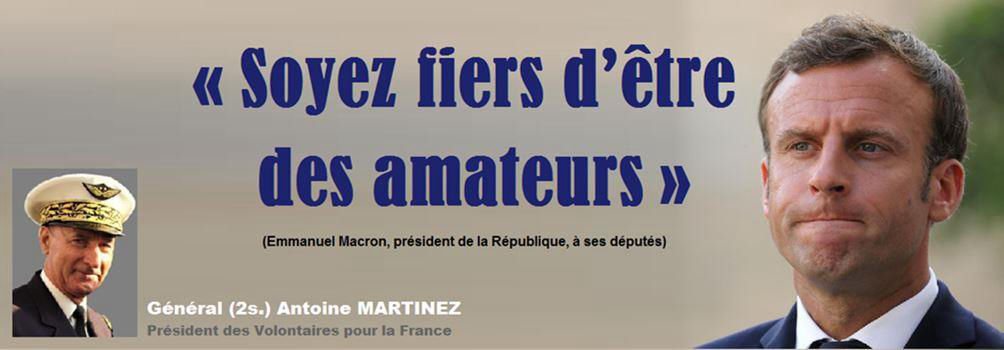 « Soyez fiers d’être
des amateurs »
(Emmanuel Macron, président de la République, à ses députés)
Général (2s.) Antoine MARTINEZ
Président des Volontaires pour la France